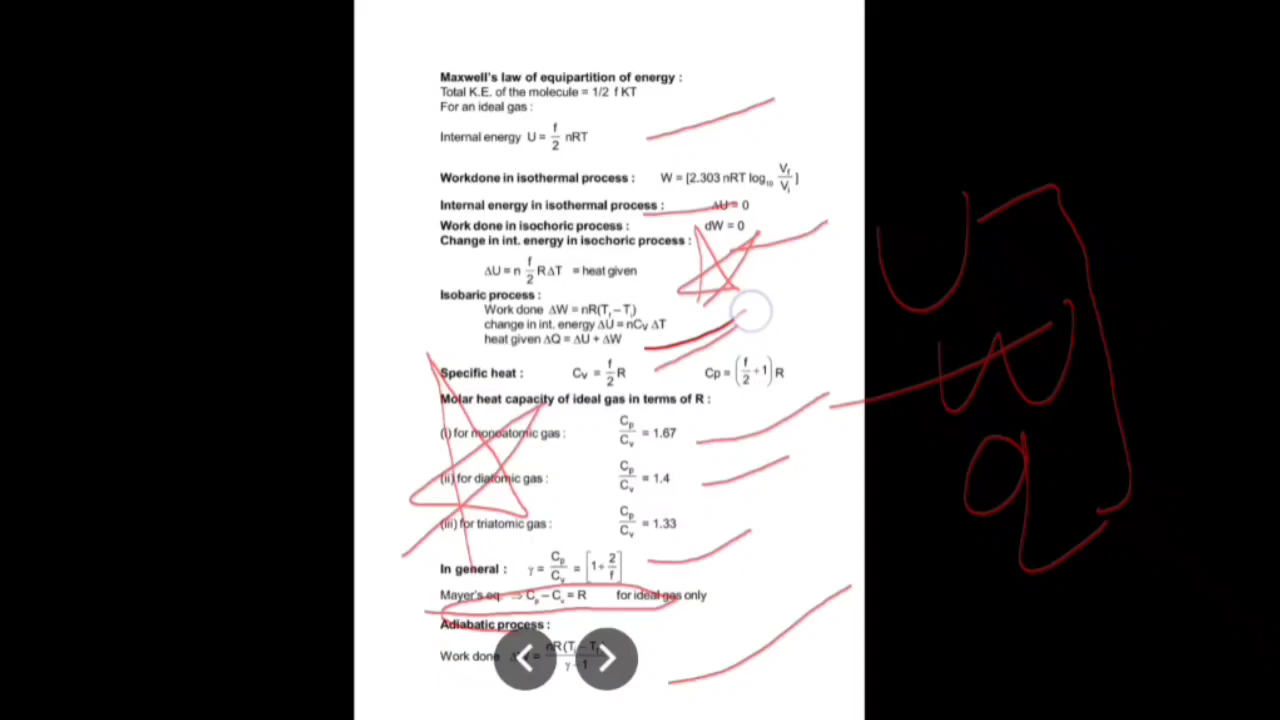 Maxwell's law of equipartition of energy :
Total K.E. of the molecule = 1/2 f KT
For an ideal gas :
Internal energy U = f/2 nRT
Workdone in isothermal process : W = [2.303 nRT log₁₀ Vf/Vi ]
Internal energy in isothermal process : ΔU = 0
Work done in isochoric process : dW = 0
Change in int. energy in isochoric process :
ΔU = n f/2 RΔT = heat given
Isobaric process :
Work done ΔW = nR(Tf – Ti)
change in int. energy ΔU = nCv ΔT
heat given ΔQ = ΔU + ΔW
Specific heat : Cv = f/2 R Cp = (f/2 + 1) R
Molar heat capacity of ideal gas in terms of R :
(i) for monoatomic gas : Cp/Cv = 1.67
(ii) for diatomic gas : Cp/Cv = 1.4
(iii) for triatomic gas : Cp/Cv = 1.33
In general : γ = Cp/Cv = [1 + 2/f]
Mayer's eq. ⇒ Cp – Cv = R for ideal gas only
Adiabatic process :
Work done = nR(Ti – Tf)/γ – 1
U
W
q